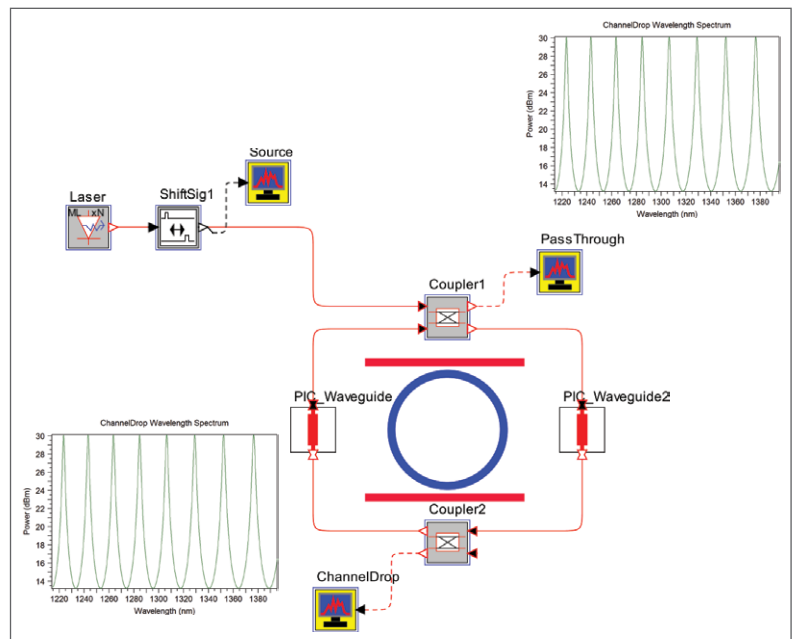 ChannelDrop Wavelength Spectrum
30
28
26
24
22
20
18
16
14
Power (dBm)
1220 1240 1260 1280 1300 1320 1340 1360 1380
Wavelength (nm)
Source
Laser
ShiftSig1
ML xN
PassThrough
Coupler1
PIC_Waveguide
PIC_Waveguide2
ChannelDrop Wavelength Spectrum
30
28
26
24
22
20
18
16
14
Power (dBm)
1220 1240 1260 1280 1300 1320 1340 1360 1380
Wavelength (nm)
Coupler2
ChannelDrop